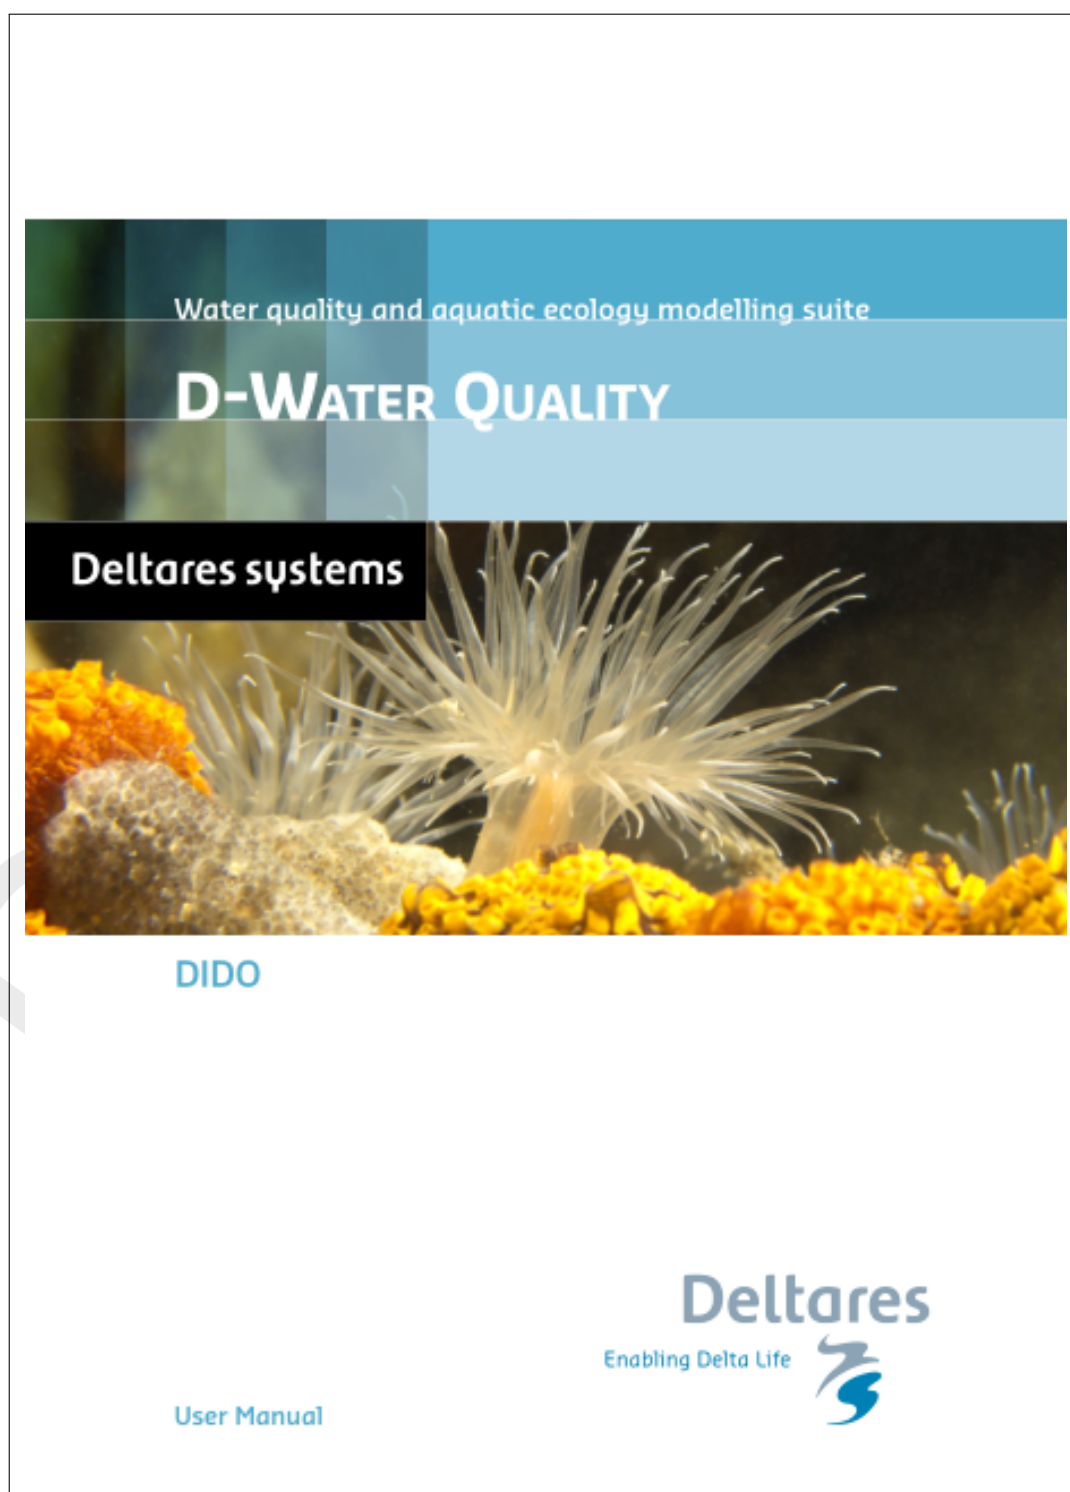 Water quality and aquatic ecology modelling suite
D-WATER QUALITY
Deltares systems
DIDO
Deltares
Enabling Delta Life
User Manual